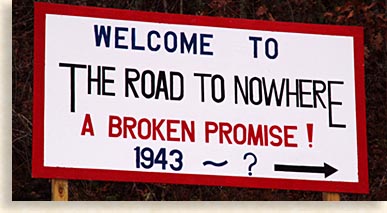 WELCOME TO
THE ROAD TO NOWHERE
A BROKEN PROMISE!
1943 ~ ?